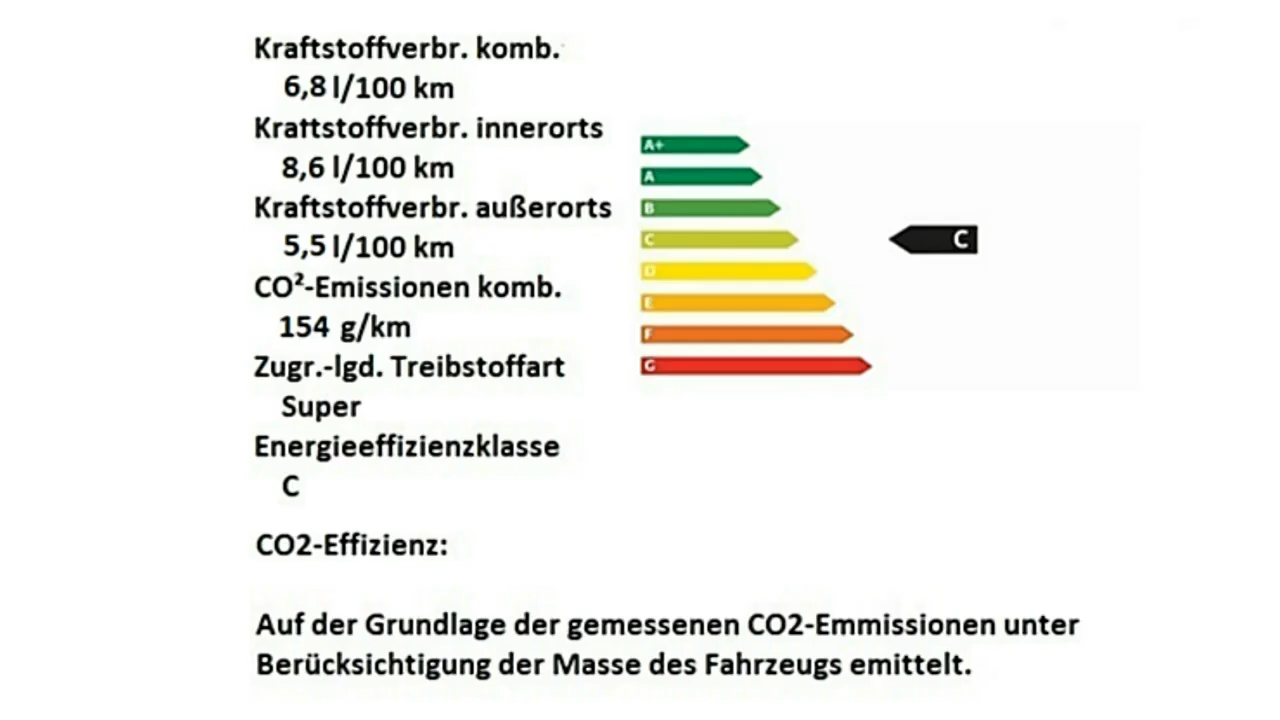 Kraftstoffverbr. komb.
6,8 l/100 km
Krattstoffverbr. innerorts
8,6 l/100 km
Kraftstoffverbr. außerorts
5,5 l/100 km
CO²-Emissionen komb.
154 g/km
Zugr.-lgd. Treibstoffart
Super
Energieeffizienzklasse
C
A+
A
B
C
D
E
F
G
C
CO2-Effizienz:
Auf der Grundlage der gemessenen CO2-Emmissionen unter
Berücksichtigung der Masse des Fahrzeugs emittelt.